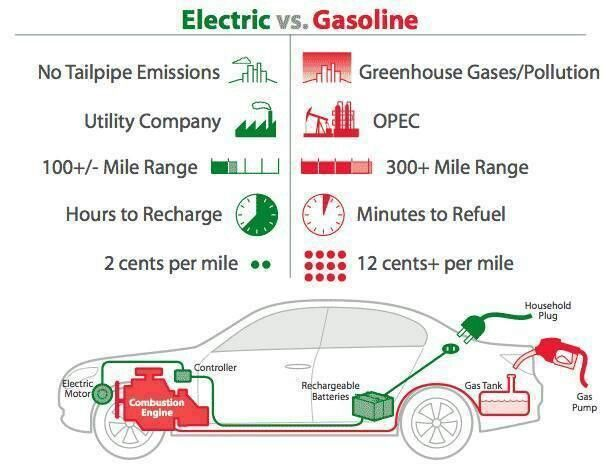 Electric vs. Gasoline
No Tailpipe Emissions
Greenhouse Gases/Pollution
Utility Company
OPEC
100+/- Mile Range
300+ Mile Range
Hours to Recharge
Minutes to Refuel
2 cents per mile
12 cents+ per mile
Household
Plug
Controller
Electric
Motor
Combustion
Engine
Rechargeable
Batteries
Gas Tank
Gas
Pump